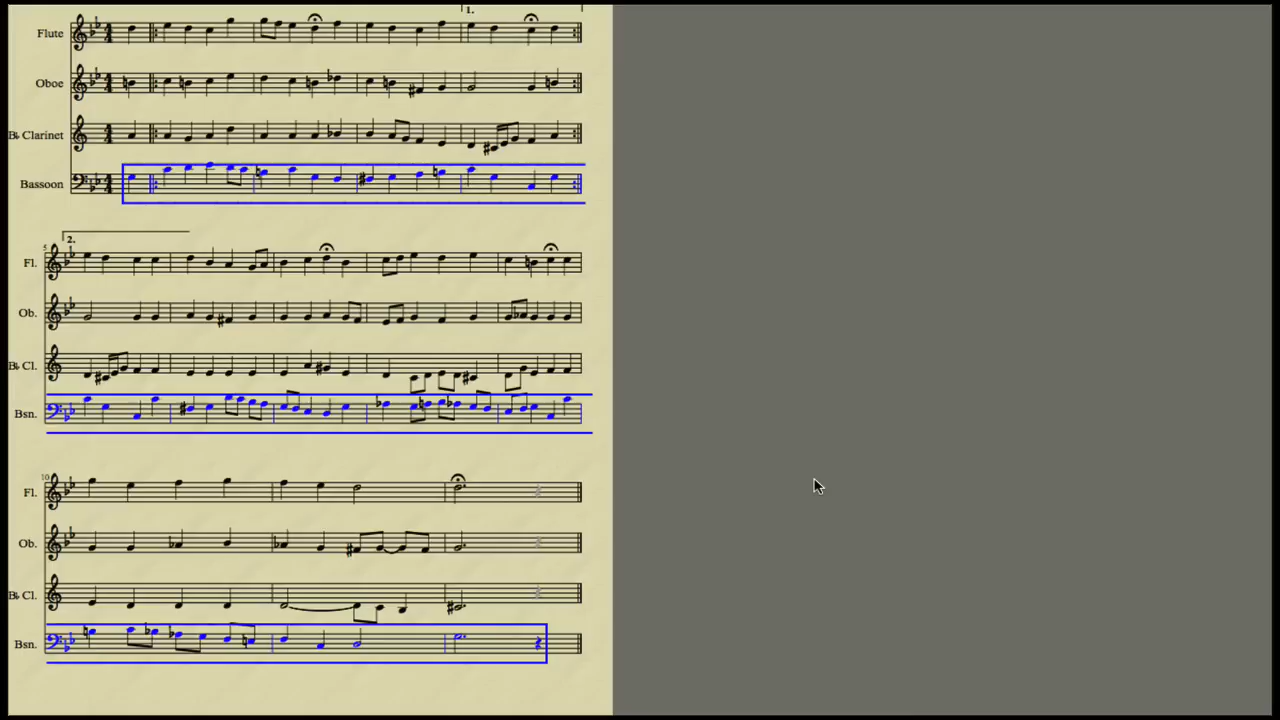 1.
Flute
Oboe
B♭ Clarinet
Bassoon
2.
5
Fl.
Ob.
B♭ Cl.
Bsn.
10
Fl.
Ob.
B♭ Cl.
Bsn.